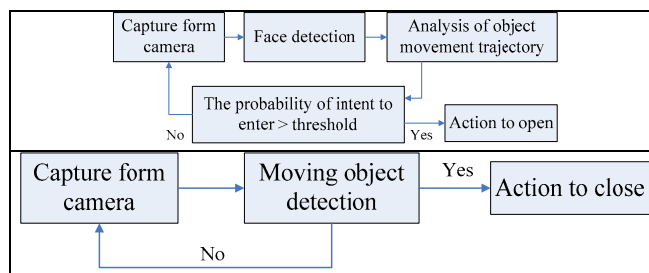 Capture form
camera
Face detection
Analysis of object
movement trajectory
The probability of intent to
enter > threshold
No
Yes
Action to open
Capture form
camera
Moving object
detection
Yes
Action to close
No